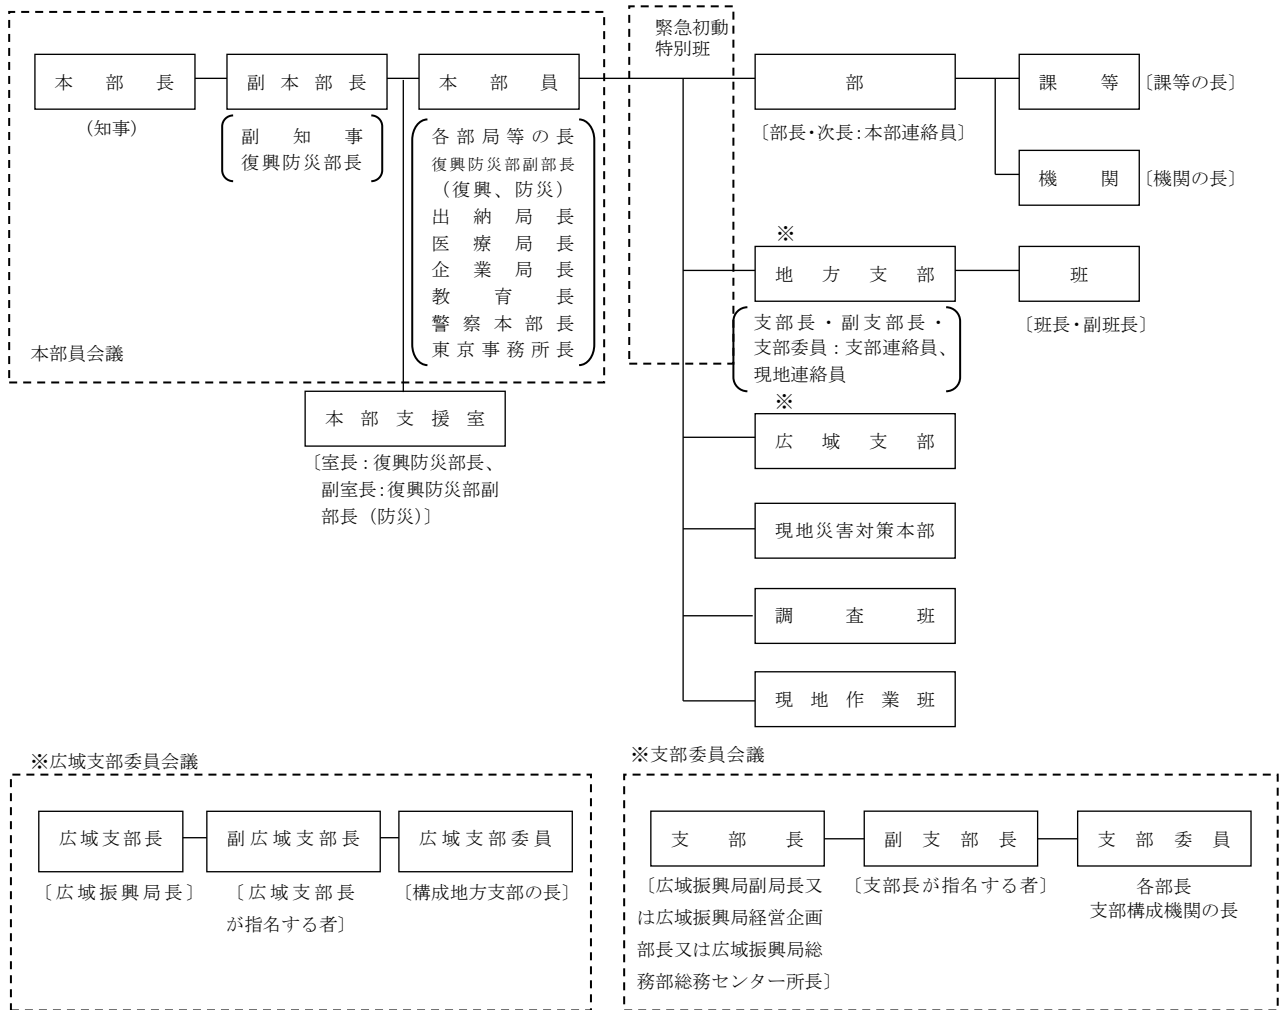 緊急初動
特別班
本部長
副本部長
本部員
部
課等
〔課等の長〕
(知事)
副知事
復興防災部長
各部局等の長
復興防災部副部長
(復興、防災)
出納局長
医療局長
企業局長
教育長
警察本部長
東京事務所長
〔部長・次長:本部連絡員〕
機関
〔機関の長〕
※
地方支部
班
支部長・副支部長・
支部委員:支部連絡員、
現地連絡員
〔班長・副班長〕
本部員会議
本部支援室
〔室長:復興防災部長、
副室長:復興防災部副
部長(防災)〕
※
広域支部
現地災害対策本部
調査班
現地作業班
※広域支部委員会議
広域支部長
副広域支部長
広域支部委員
〔広域振興局長〕
〔広域支部長
が指名する者〕
〔構成地方支部の長〕
※支部委員会議
支部長
副支部長
支部委員
〔広域振興局副局長又
は広域振興局経営企画
部長又は広域振興局総
務部総務センター所長〕
〔支部長が指名する者〕
各部長
支部構成機関の長